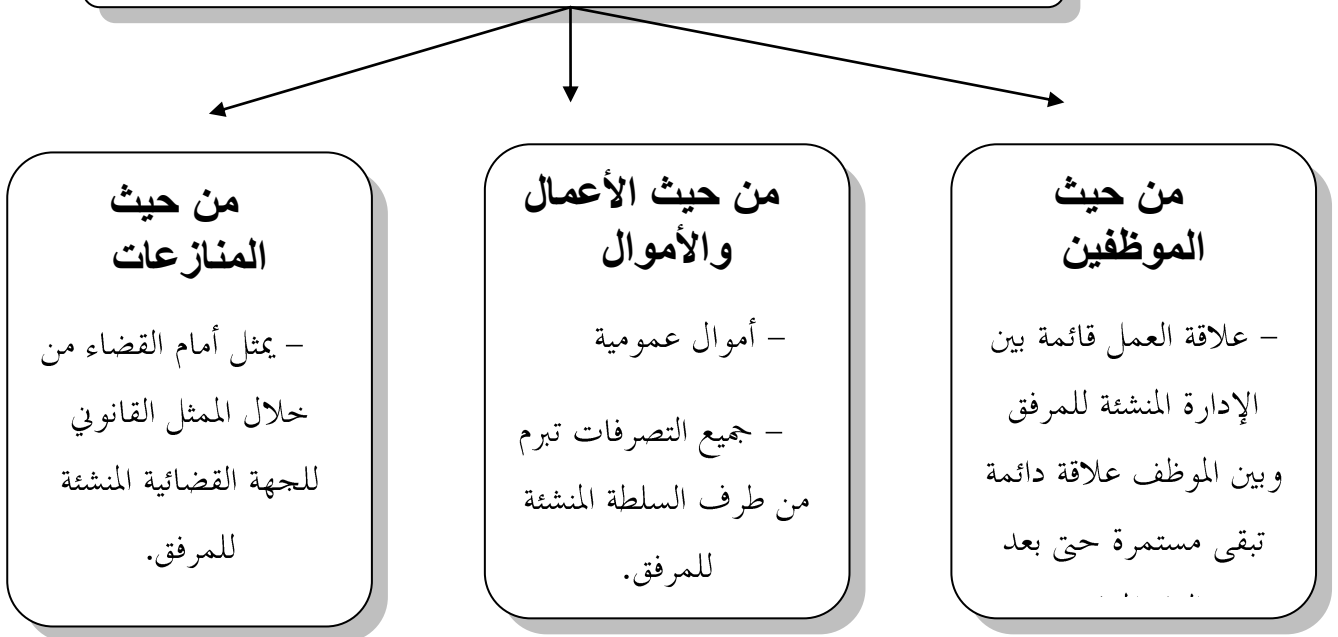 من حيث
الموظفين
– علاقة العمل قائمة بين
الإدارة المنشئة للمرفق
وبين الموظف علاقة دائمة
تبقى مستمرة حتى بعد
من حيث الأعمال
والأموال
– أموال عمومية
– جميع التصرفات تبرم
من طرف السلطة المنشئة
للمرفق.
من حيث
المنازعات
– يمثل أمام القضاء من
خلال الممثل القانوني
للجهة القضائية المنشئة
للمرفق.